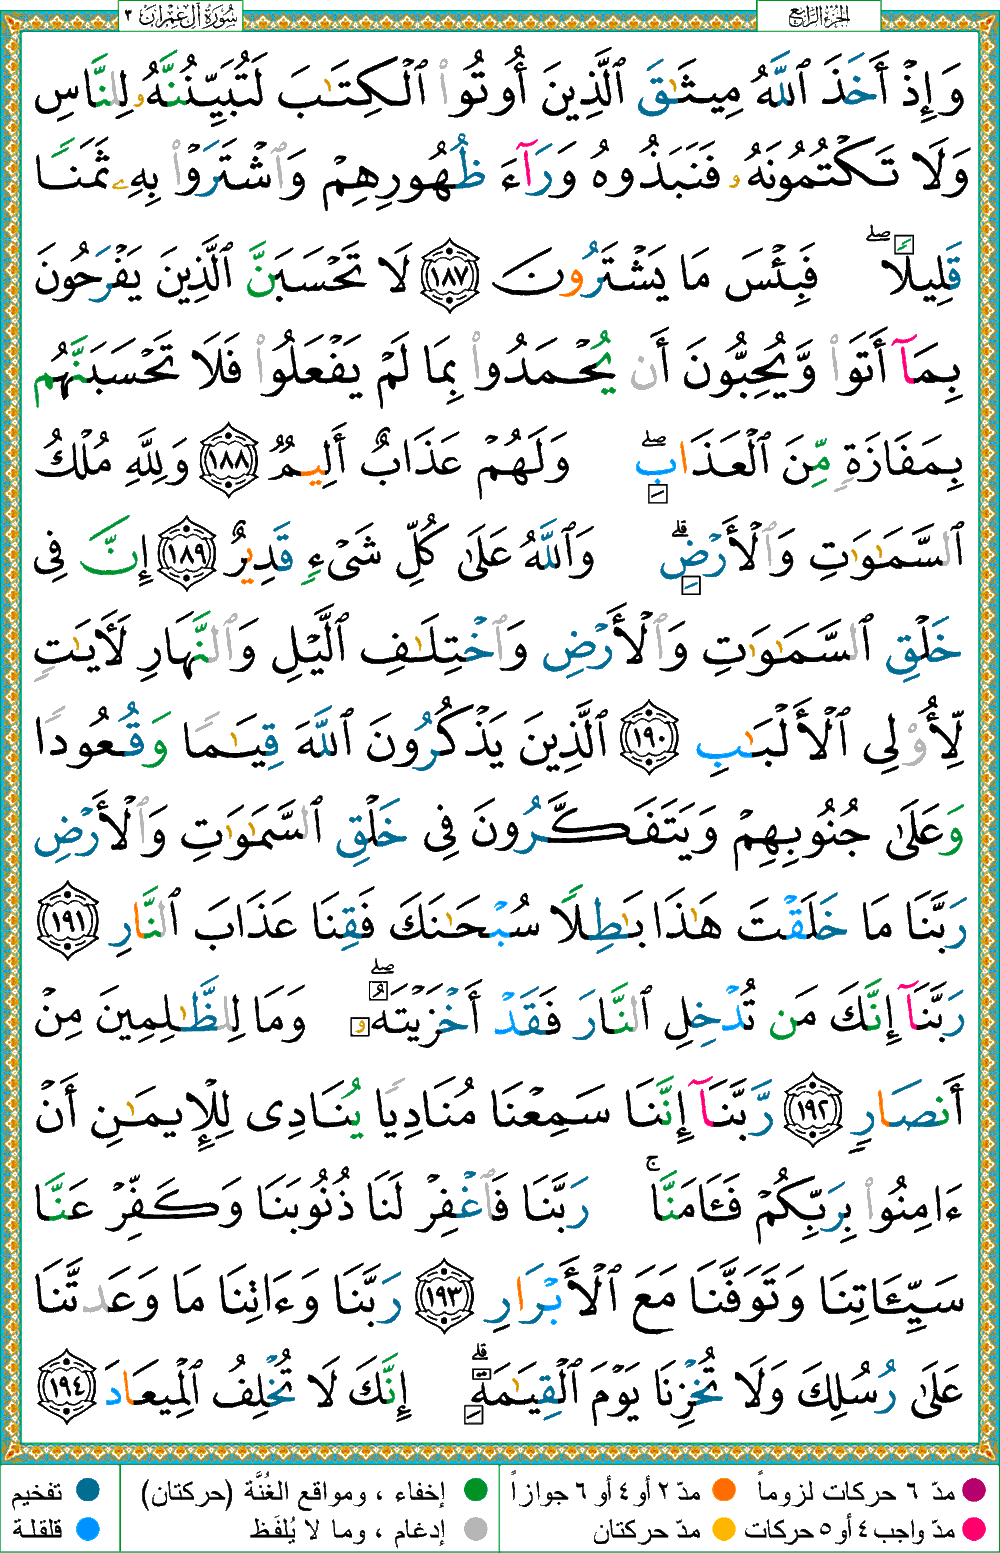 الجزء الرابع
سورة آل عمران ٣
وَإِذْ أَخَذَ ٱللَّهُ مِيثَـٰقَ ٱلَّذِينَ أُوتُوا۟ ٱلْكِتَـٰبَ لَتُبَيِّنُنَّهُۥ لِلنَّاسِ
وَلَا تَكْتُمُونَهُۥ فَنَبَذُوهُ وَرَآءَ ظُهُورِهِمْ وَٱشْتَرَوْا۟ بِهِۦ ثَمَنًا
قَلِيلًا ۖ فَبِئْسَ مَا يَشْتَرُونَ ١٨٧ لَا تَحْسَبَنَّ ٱلَّذِينَ يَفْرَحُونَ
بِمَآ أَتَوا۟ وَّيُحِبُّونَ أَن يُحْمَدُوا۟ بِمَا لَمْ يَفْعَلُوا۟ فَلَا تَحْسَبَنَّهُم
بِمَفَازَةٍ مِّنَ ٱلْعَذَابِ ۖ وَلَهُمْ عَذَابٌ أَلِيمٌ ١٨٨ وَلِلَّهِ مُلْكُ
ٱلسَّمَـٰوَٰتِ وَٱلْأَرْضِ ۗ وَٱللَّهُ عَلَىٰ كُلِّ شَىْءٍ قَدِيرٌ ١٨٩ إِنَّ فِى
خَلْقِ ٱلسَّمَـٰوَٰتِ وَٱلْأَرْضِ وَٱخْتِلَـٰفِ ٱلَّيْلِ وَٱلنَّهَارِ لَـَٔايَـٰتٍ
لِّأُو۟لِى ٱلْأَلْبَـٰبِ ١٩٠ ٱلَّذِينَ يَذْكُرُونَ ٱللَّهَ قِيَـٰمًا وَقُعُودًا
وَعَلَىٰ جُنُوبِهِمْ وَيَتَفَكَّرُونَ فِى خَلْقِ ٱلسَّمَـٰوَٰتِ وَٱلْأَرْضِ
رَبَّنَا مَا خَلَقْتَ هَـٰذَا بَـٰطِلًا سُبْحَـٰنَكَ فَقِنَا عَذَابَ ٱلنَّارِ ١٩١
رَبَّنَآ إِنَّكَ مَن تُدْخِلِ ٱلنَّارَ فَقَدْ أَخْزَيْتَهُۥ ۖ وَمَا لِلظَّـٰلِمِينَ مِنْ
أَنصَارٍ ١٩٢ رَّبَّنَآ إِنَّنَا سَمِعْنَا مُنَادِيًا يُنَادِى لِلْإِيمَـٰنِ أَنْ
ءَامِنُوا۟ بِرَبِّكُمْ فَـَٔامَنَّا ۚ رَبَّنَا فَٱغْفِرْ لَنَا ذُنُوبَنَا وَكَفِّرْ عَنَّا
سَيِّـَٔاتِنَا وَتَوَفَّنَا مَعَ ٱلْأَبْرَارِ ١٩٣ رَبَّنَا وَءَاتِنَا مَا وَعَدتَّنَا
عَلَىٰ رُسُلِكَ وَلَا تُخْزِنَا يَوْمَ ٱلْقِيَـٰمَةِ ۗ إِنَّكَ لَا تُخْلِفُ ٱلْمِيعَادَ ١٩٤
مدّ ٦ حركات لزوماً مدّ ٢ أو ٤ أو ٦ جوازاً إخفاء ، ومواقع الغُنَّة (حركتان) تفخيم
مدّ واجب ٤ أو ٥ حركات مدّ حركتان إدغام ، وما لا يُلفَظ قلقلة